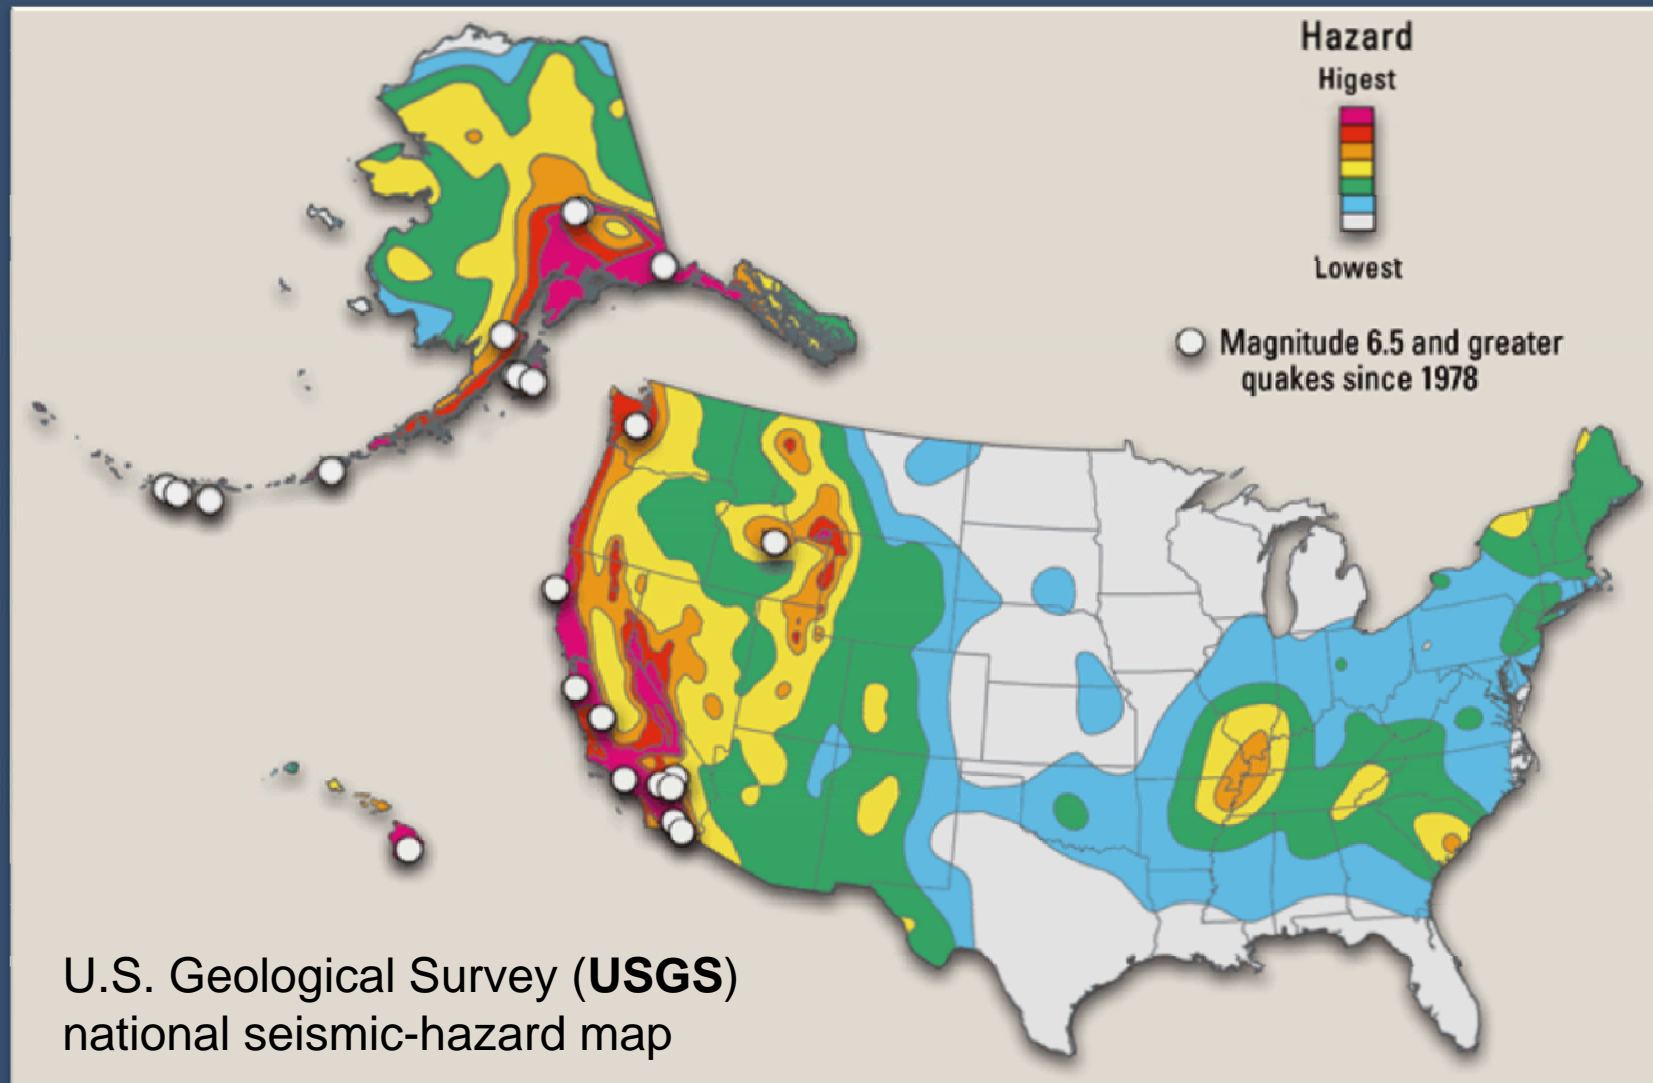 Hazard
Higest
Lowest
Magnitude 6.5 and greater
quakes since 1978
U.S. Geological Survey (USGS)
national seismic-hazard map